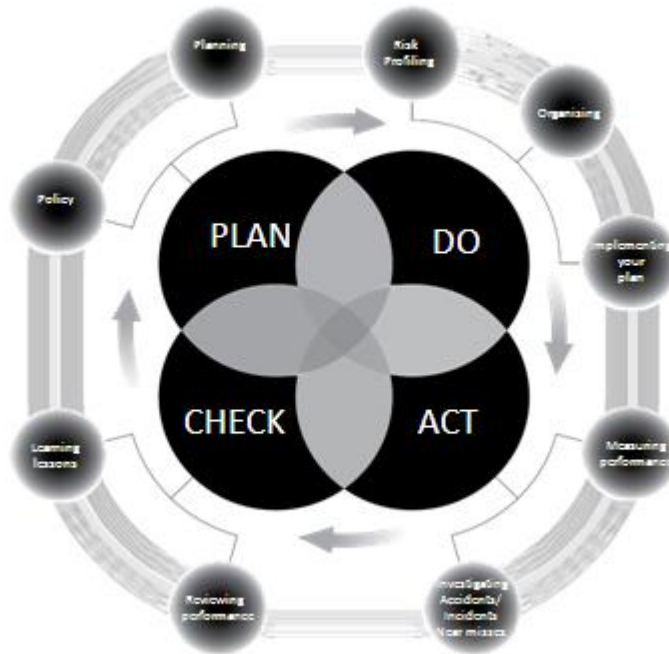 Planning
Risk
Profiling
Organising
Policy
PLAN
DO
Implementing
your
plan
CHECK
ACT
Learning
lessons
Measuring
performance
Reviewing
performance
Investigating
Accidents/
Incidents
Near misses